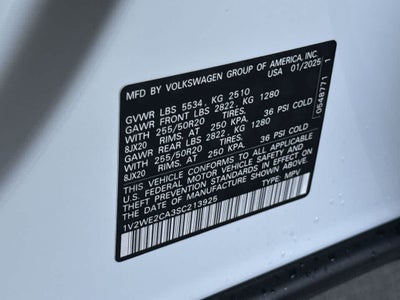 MFD BY VOLKSWAGEN GROUP OF AMERICA, INC.
USA 01/2025
GVWR LBS 5534, KG 2510
GAWR FRONT LBS 2822, KG 1280
WITH 255/50R20 TIRES,
8JX20 RIMS, AT 250 KPA, 36 PSI COLD
GAWR REAR LBS 2822, KG 1280
WITH 255/50R20 TIRES,
8JX20 RIMS, AT 250 KPA, 36 PSI COLD
THIS VEHICLE CONFORMS TO ALL APPLICABLE
U.S. FEDERAL MOTOR VEHICLE SAFETY AND
THEFT PREVENTION STANDARDS IN EFFECT ON
THE DATE OF MANUFACTURE SHOWN ABOVE.
1V2WE2CA3SC213925 TYPE: MPV
0548771 1